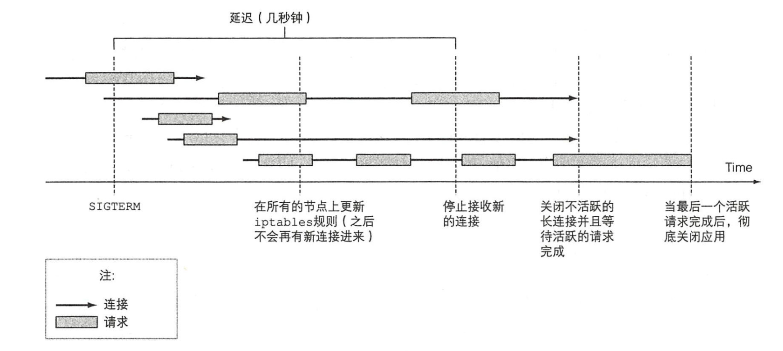 延迟（几秒钟）
Time
SIGTERM
在所有的节点上更新
iptables规则（之后
不会再有新连接进来）
停止接收新
的连接
关闭不活跃的
长连接并且等
待活跃的请求
完成
当最后一个活跃
请求完成后，彻
底关闭应用
注:
连接
请求